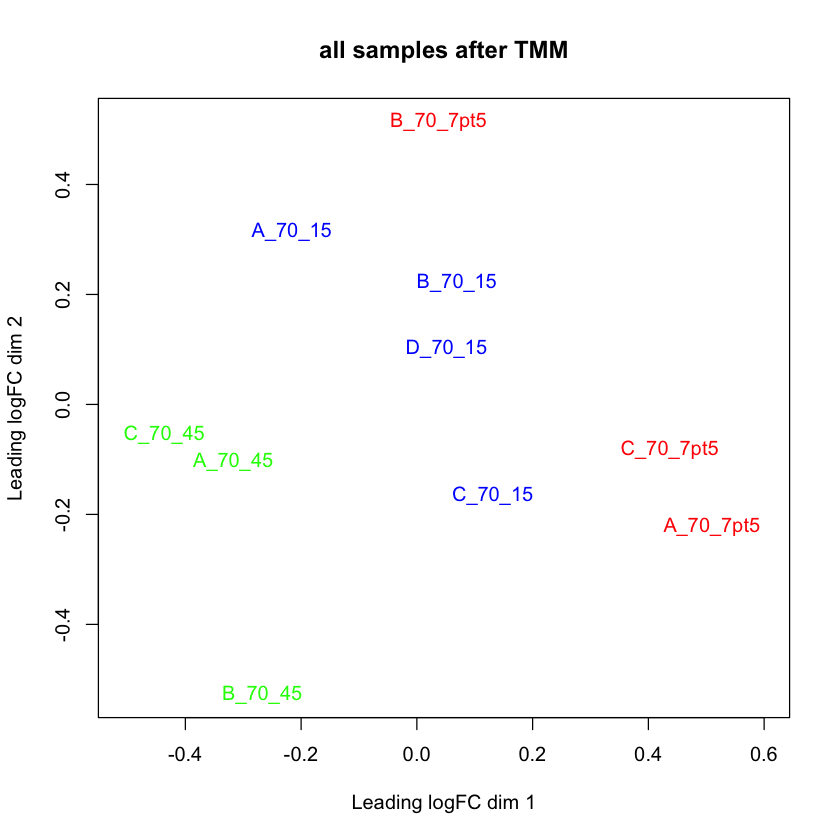 all samples after TMM
B_70_7pt5
A_70_15
B_70_15
D_70_15
C_70_45
A_70_45
C_70_7pt5
C_70_15
A_70_7pt5
B_70_45
0.4
0.2
0.0
-0.2
-0.4
Leading logFC dim 2
-0.4
-0.2
0.0
0.2
0.4
0.6
Leading logFC dim 1